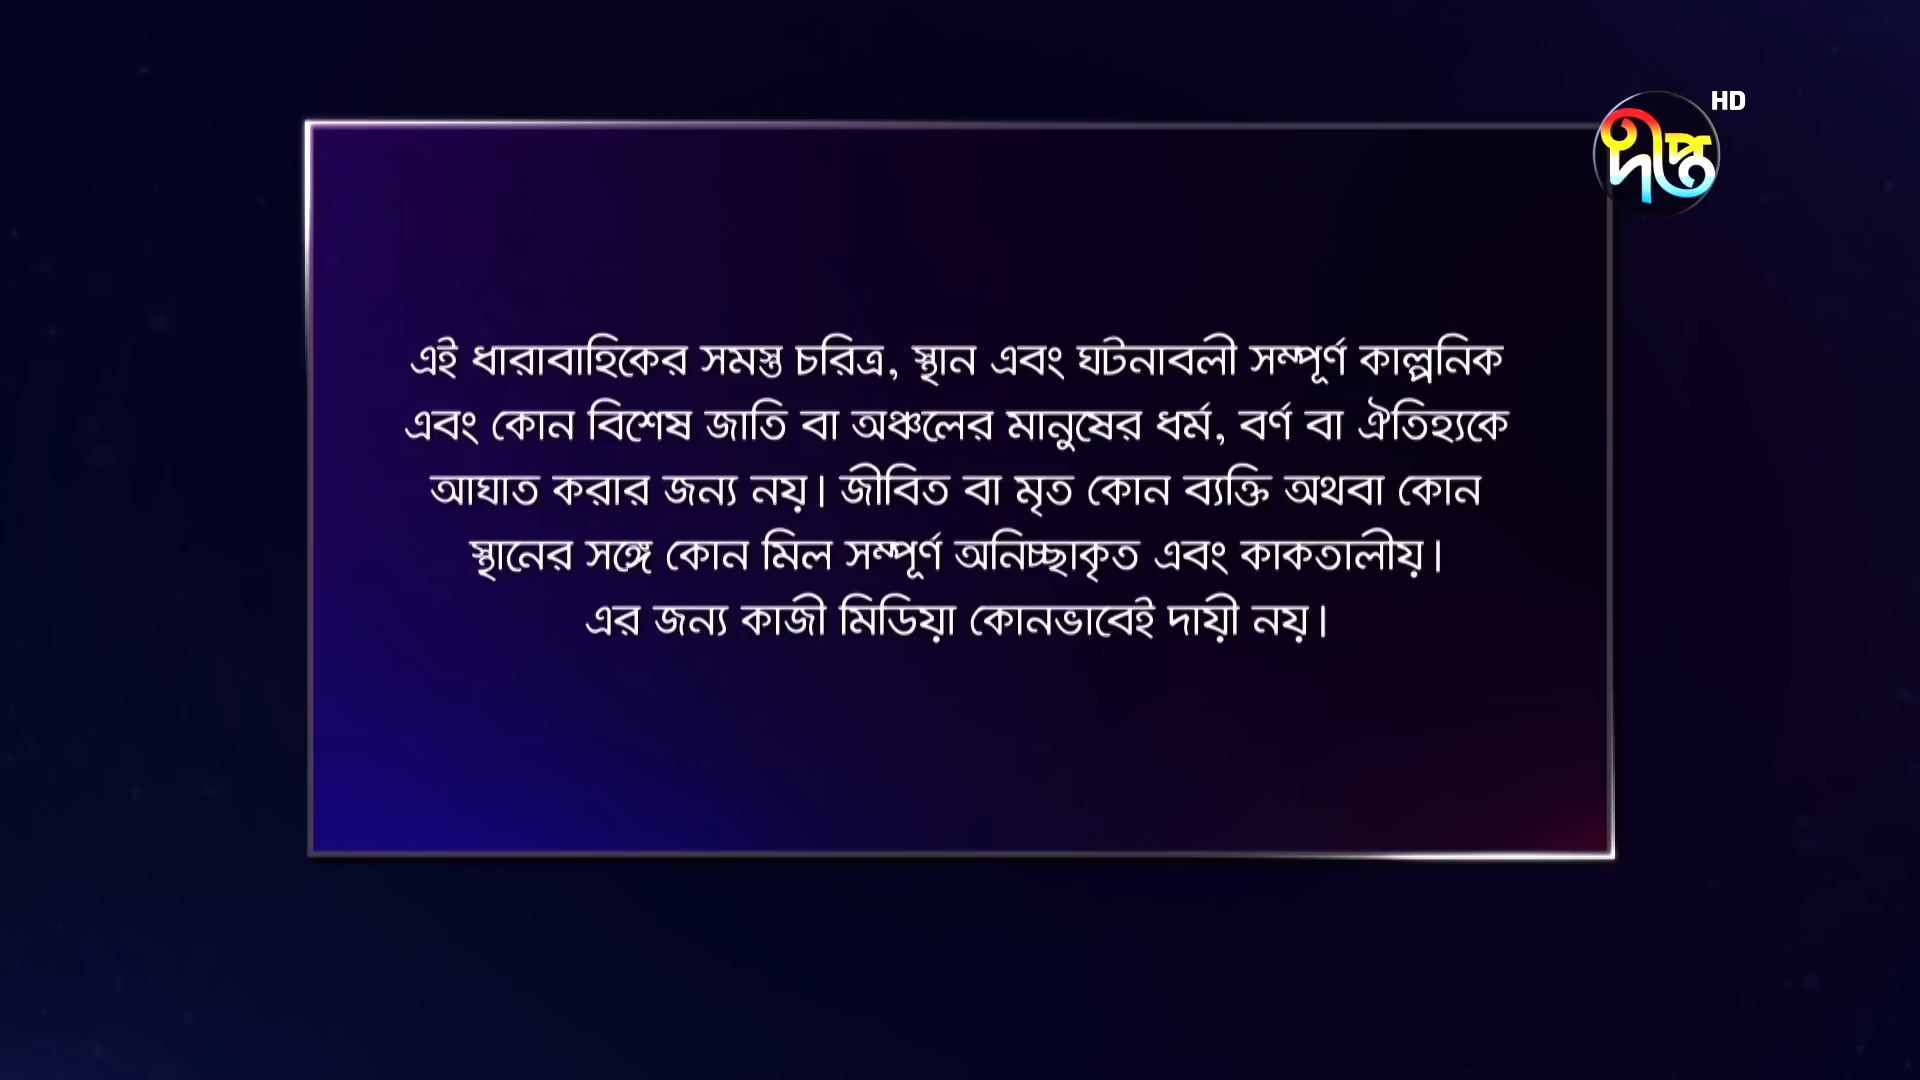 HD
দীপ্ত
এই ধারাবাহিকের সমস্ত চরিত্র, স্থান এবং ঘটনাবলী সম্পূর্ণ কাল্পনিক
এবং কোন বিশেষ জাতি বা অঞ্চলের মানুষের ধর্ম, বর্ণ বা ঐতিহ্যকে
আঘাত করার জন্য নয়। জীবিত বা মৃত কোন ব্যক্তি অথবা কোন
স্থানের সঙ্গে কোন মিল সম্পূর্ণ অনিচ্ছাকৃত এবং কাকতালীয়।
এর জন্য কাজী মিডিয়া কোনভাবেই দায়ী নয়।